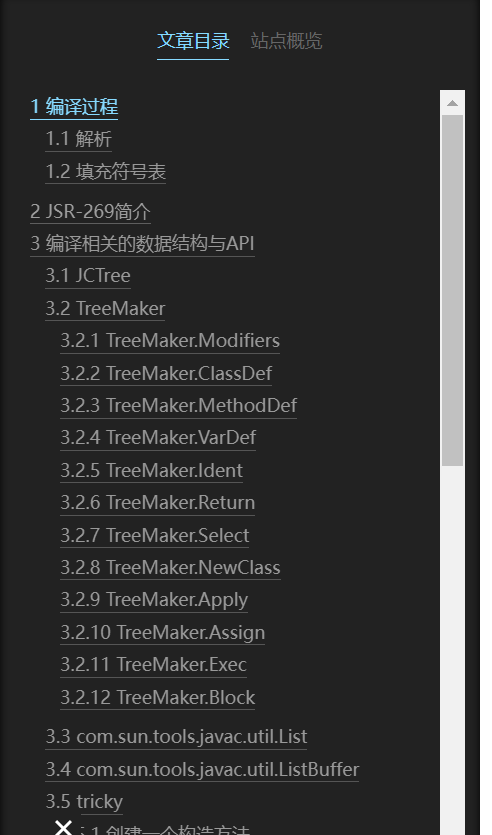 文章目录 站点概览
1 编译过程
1.1 解析
1.2 填充符号表
2 JSR-269简介
3 编译相关的数据结构与API
3.1 JCTree
3.2 TreeMaker
3.2.1 TreeMaker.Modifiers
3.2.2 TreeMaker.ClassDef
3.2.3 TreeMaker.MethodDef
3.2.4 TreeMaker.VarDef
3.2.5 TreeMaker.Ident
3.2.6 TreeMaker.Return
3.2.7 TreeMaker.Select
3.2.8 TreeMaker.NewClass
3.2.9 TreeMaker.Apply
3.2.10 TreeMaker.Assign
3.2.11 TreeMaker.Exec
3.2.12 TreeMaker.Block
3.3 com.sun.tools.javac.util.List
3.4 com.sun.tools.javac.util.ListBuffer
3.5 tricky
创建一个构造方法